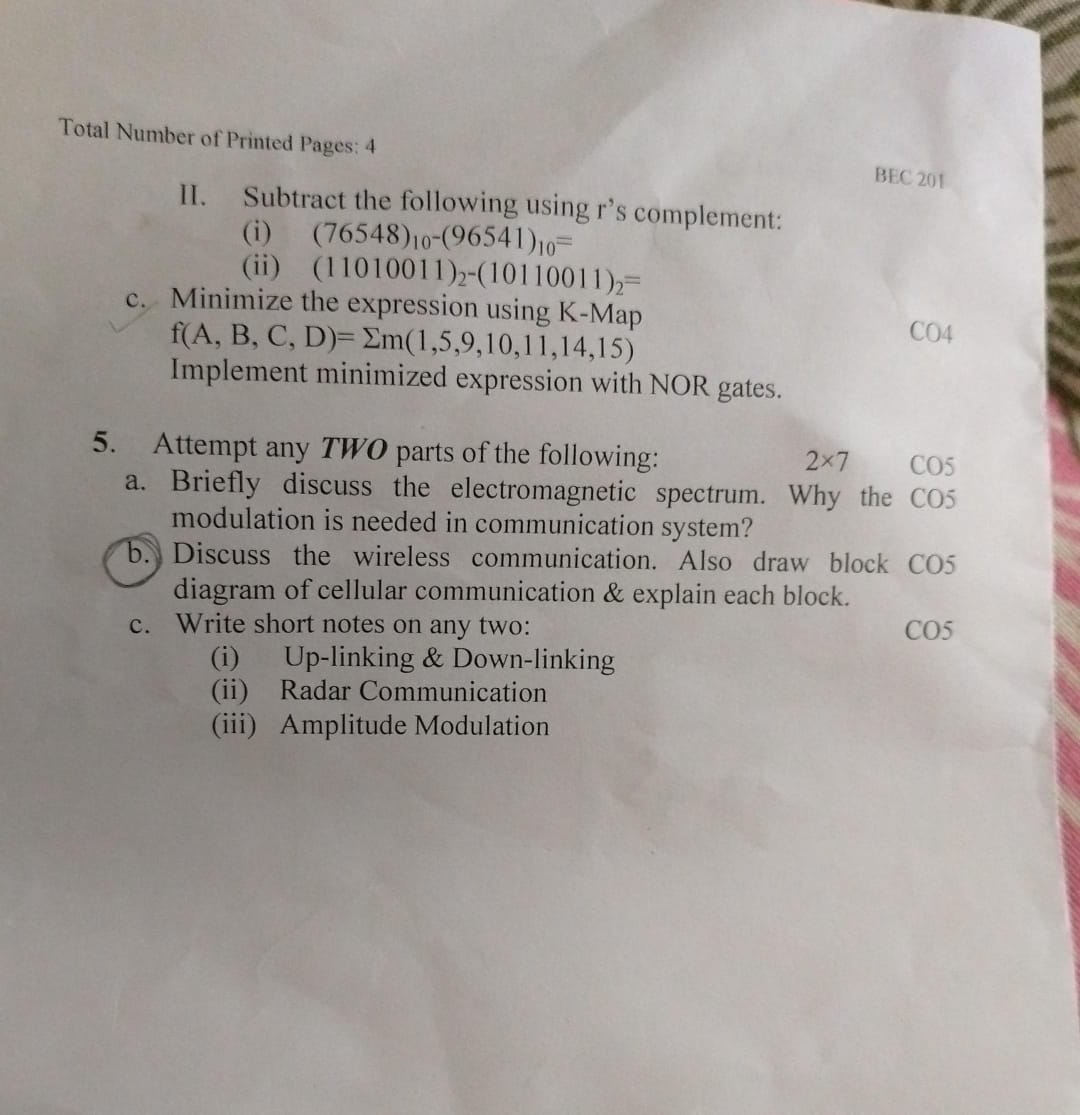 Total Number of Printed Pages: 4
BEC 201
II. Subtract the following using r's complement:
(i) (76548)10-(96541)10=
(ii) (11010011)2-(10110011)2=
c. Minimize the expression using K-Map CO4
f(A, B, C, D)= Σm(1,5,9,10,11,14,15)
Implement minimized expression with NOR gates.
5. Attempt any TWO parts of the following: 2×7 CO5
a. Briefly discuss the electromagnetic spectrum. Why the CO5
modulation is needed in communication system?
b. Discuss the wireless communication. Also draw block CO5
diagram of cellular communication & explain each block.
c. Write short notes on any two: CO5
(i) Up-linking & Down-linking
(ii) Radar Communication
(iii) Amplitude Modulation